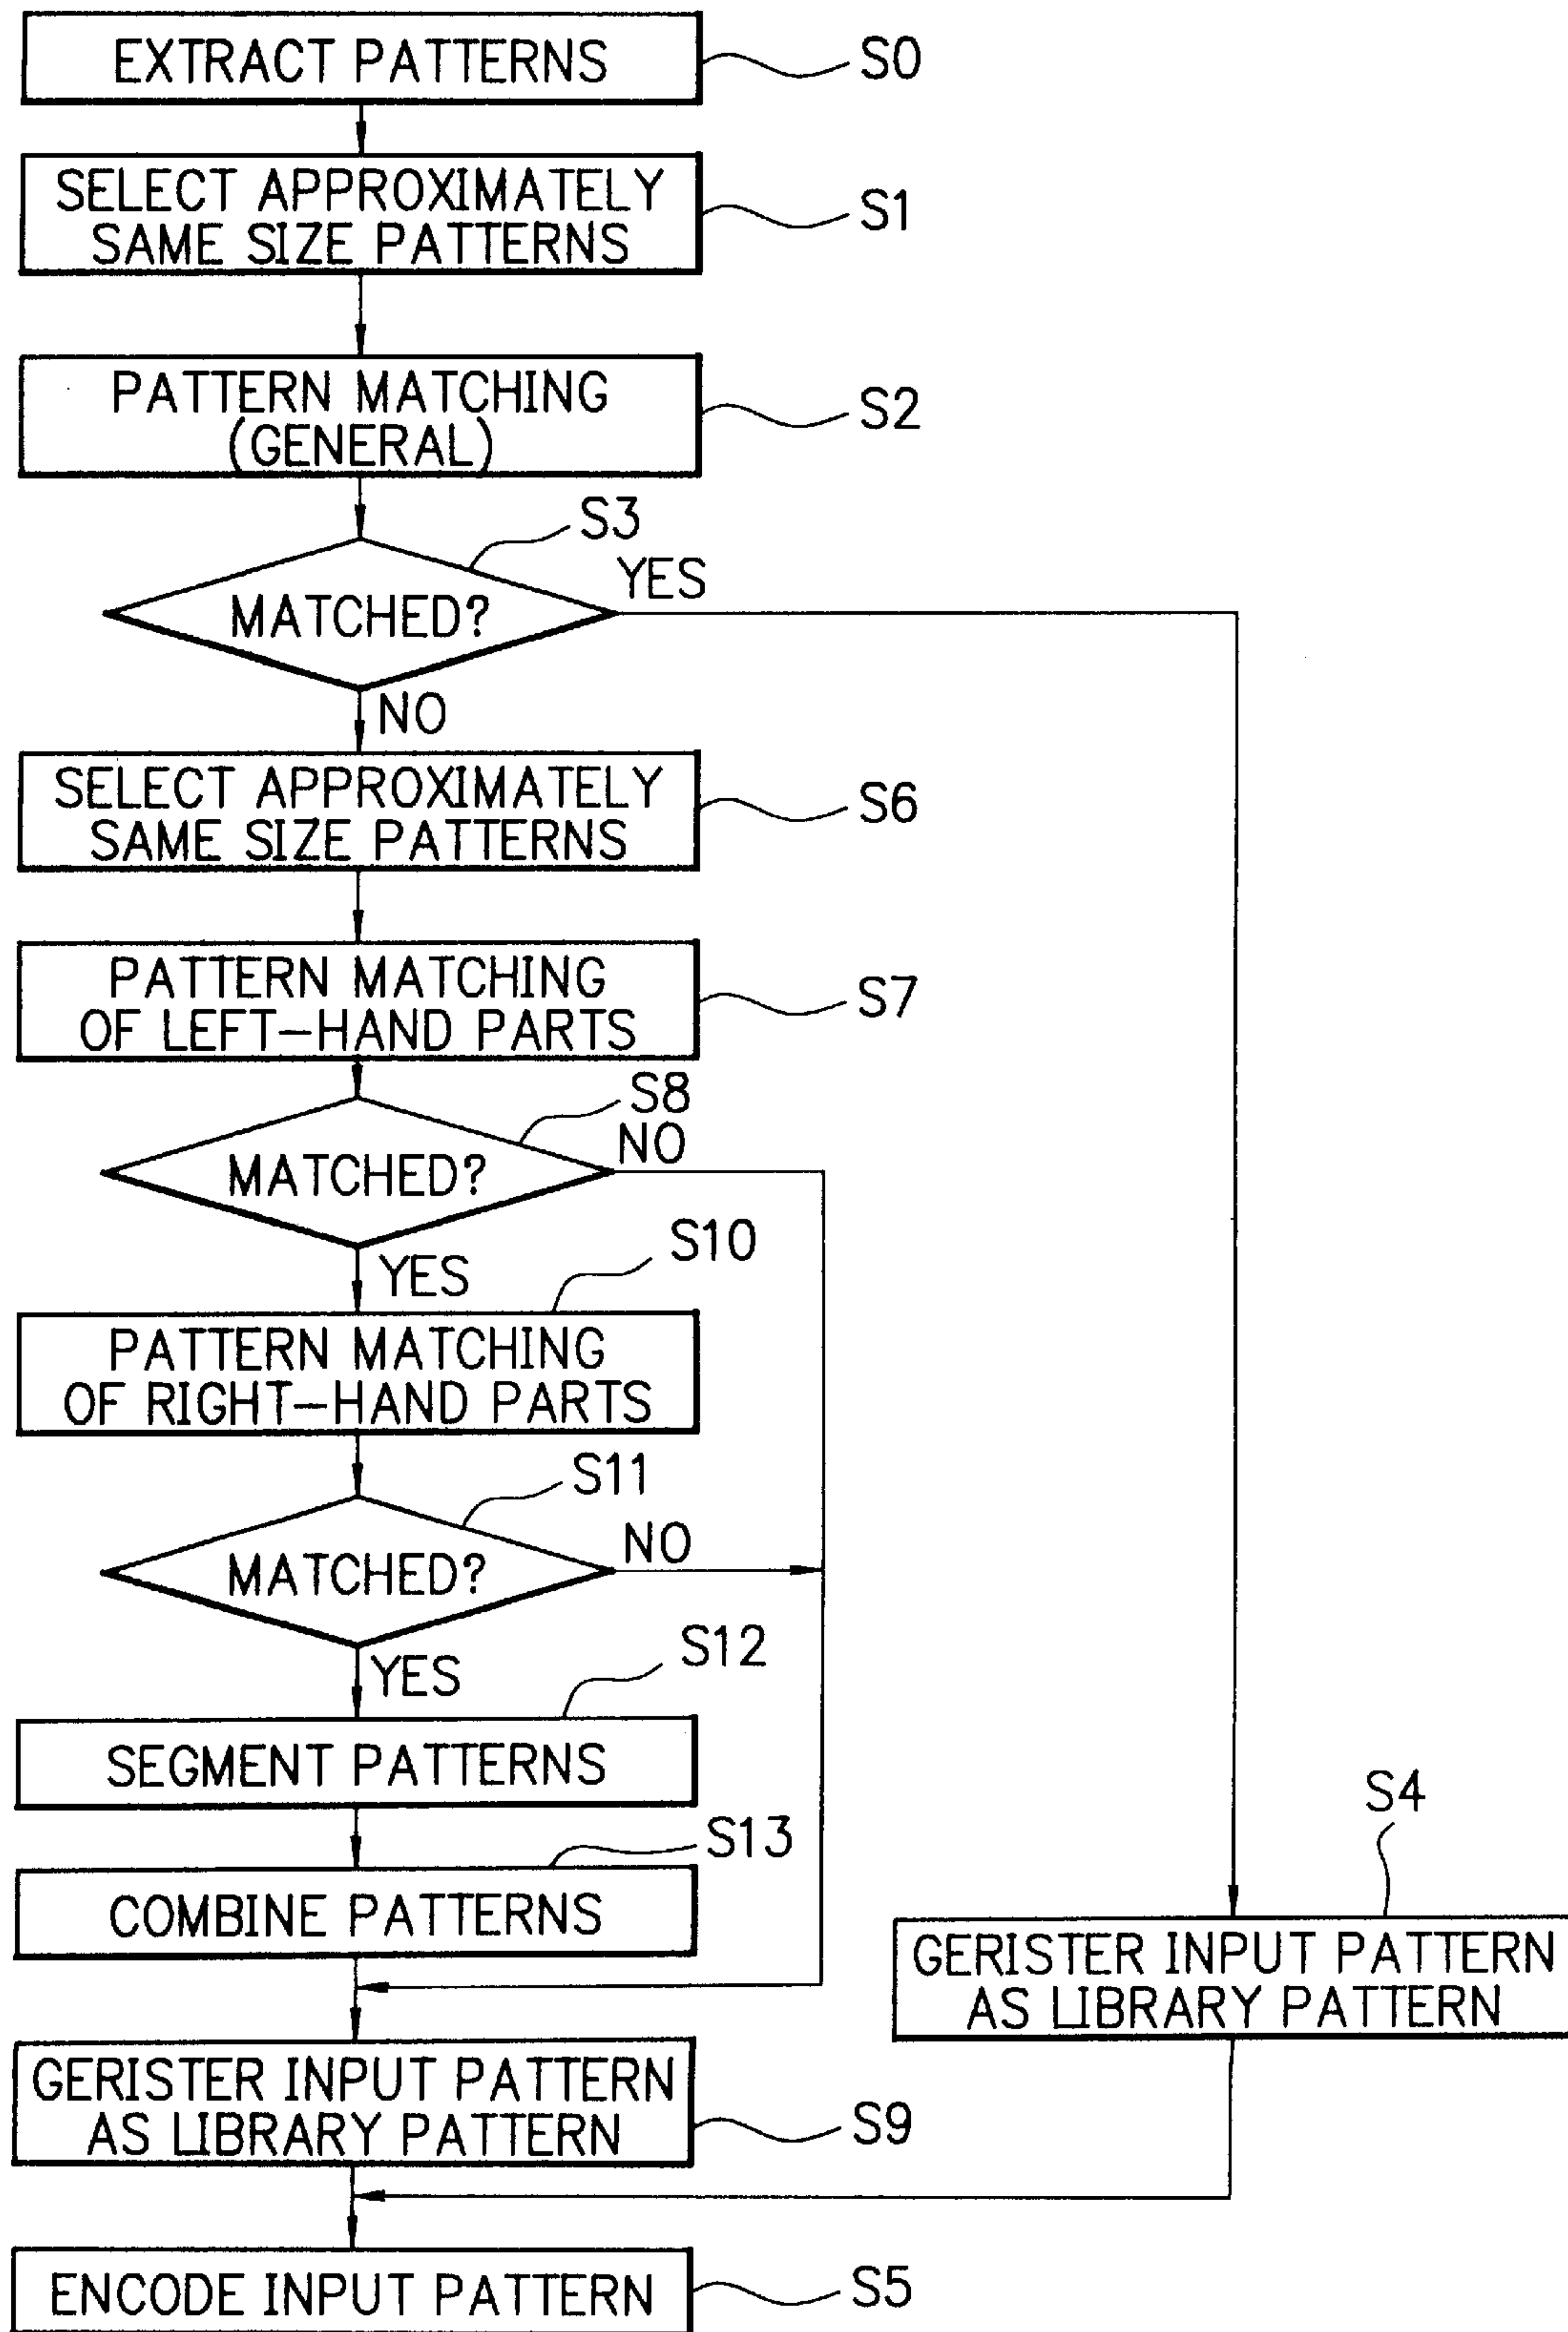 EXTRACT PATTERNS
S0
SELECT APPROXIMATELY
SAME SIZE PATTERNS
S1
PATTERN MATCHING
(GENERAL)
S2
S3
YES
MATCHED?
NO
SELECT APPROXIMATELY
SAME SIZE PATTERNS
S6
PATTERN MATCHING
OF LEFT-HAND PARTS
S7
S8
NO
MATCHED?
YES
S10
PATTERN MATCHING
OF RIGHT-HAND PARTS
S11
NO
MATCHED?
YES
S12
SEGMENT PATTERNS
S13
COMBINE PATTERNS
S4
GERISTER INPUT PATTERN
AS LIBRARY PATTERN
GERISTER INPUT PATTERN
AS LIBRARY PATTERN
S9
ENCODE INPUT PATTERN
S5